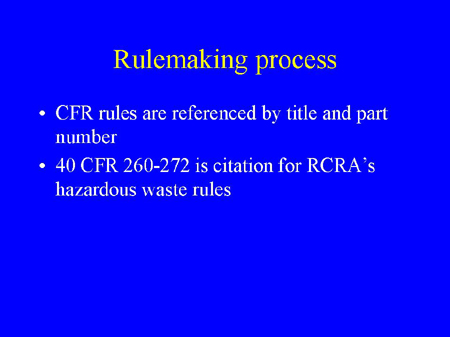 Rulemaking process
• CFR rules are referenced by title and part
number
• 40 CFR 260-272 is citation for RCRA's
hazardous waste rules